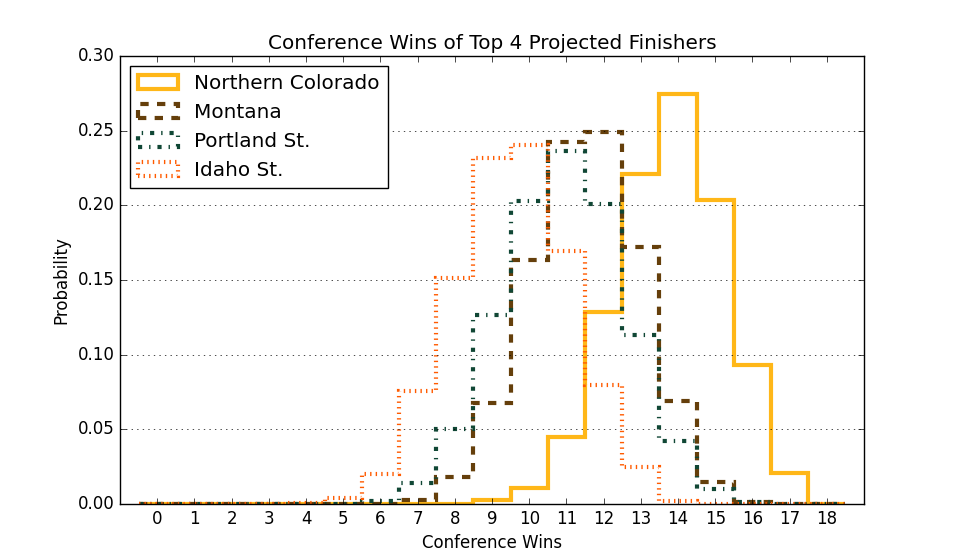 Conference Wins of Top 4 Projected Finishers
Northern Colorado
Montana
Portland St.
Idaho St.
0.30
0.25
0.20
0.15
0.10
0.05
0.00
Probability
0 1 2 3 4 5 6 7 8 9 10 11 12 13 14 15 16 17 18
Conference Wins